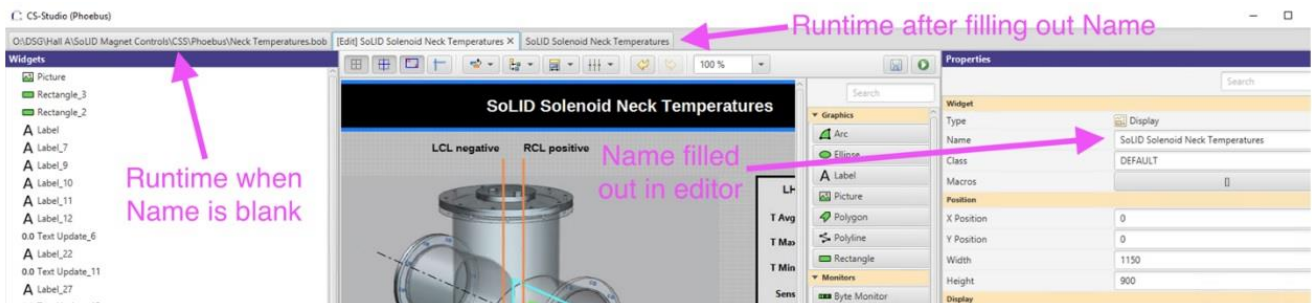 CS-Studio (Phoebus)
Runtime after filling out Name
O:\DSG\Hall A\SoLID Magnet Controls\CSS\Phoebus\Neck Temperatures.bob
[Edit] SoLID Solenoid Neck Temperatures
SoLID Solenoid Neck Temperatures
Widgets
Picture
Rectangle_3
Rectangle_2
Label
Label_7
Label_9
Label_10
Label_11
Label_12
0.0 Text Update_6
Label_22
0.0 Text Update_11
Label_27
Runtime when
Name is blank
100 %
SoLID Solenoid Neck Temperatures
LCL negative RCL positive
Name filled
out in editor
LH
T Avg
T Max
T Min
Sens
Search
Graphics
Arc
Ellipse
A Label
Picture
Polygon
Polyline
Rectangle
Monitors
Byte Monitor
Properties
Search
Widget
Type Display
Name SoLID Solenoid Neck Temperatures
Class DEFAULT
Macros []
Position
X Position 0
Y Position 0
Width 1150
Height 900
Display